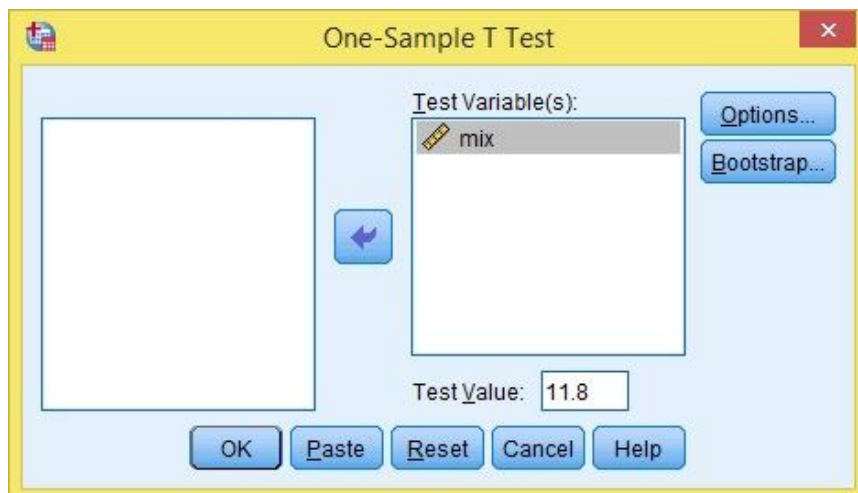 One-Sample T Test
Test Variable(s):
mix
Options...
Bootstrap...
Test Value: 11.8
OK Paste Reset Cancel Help